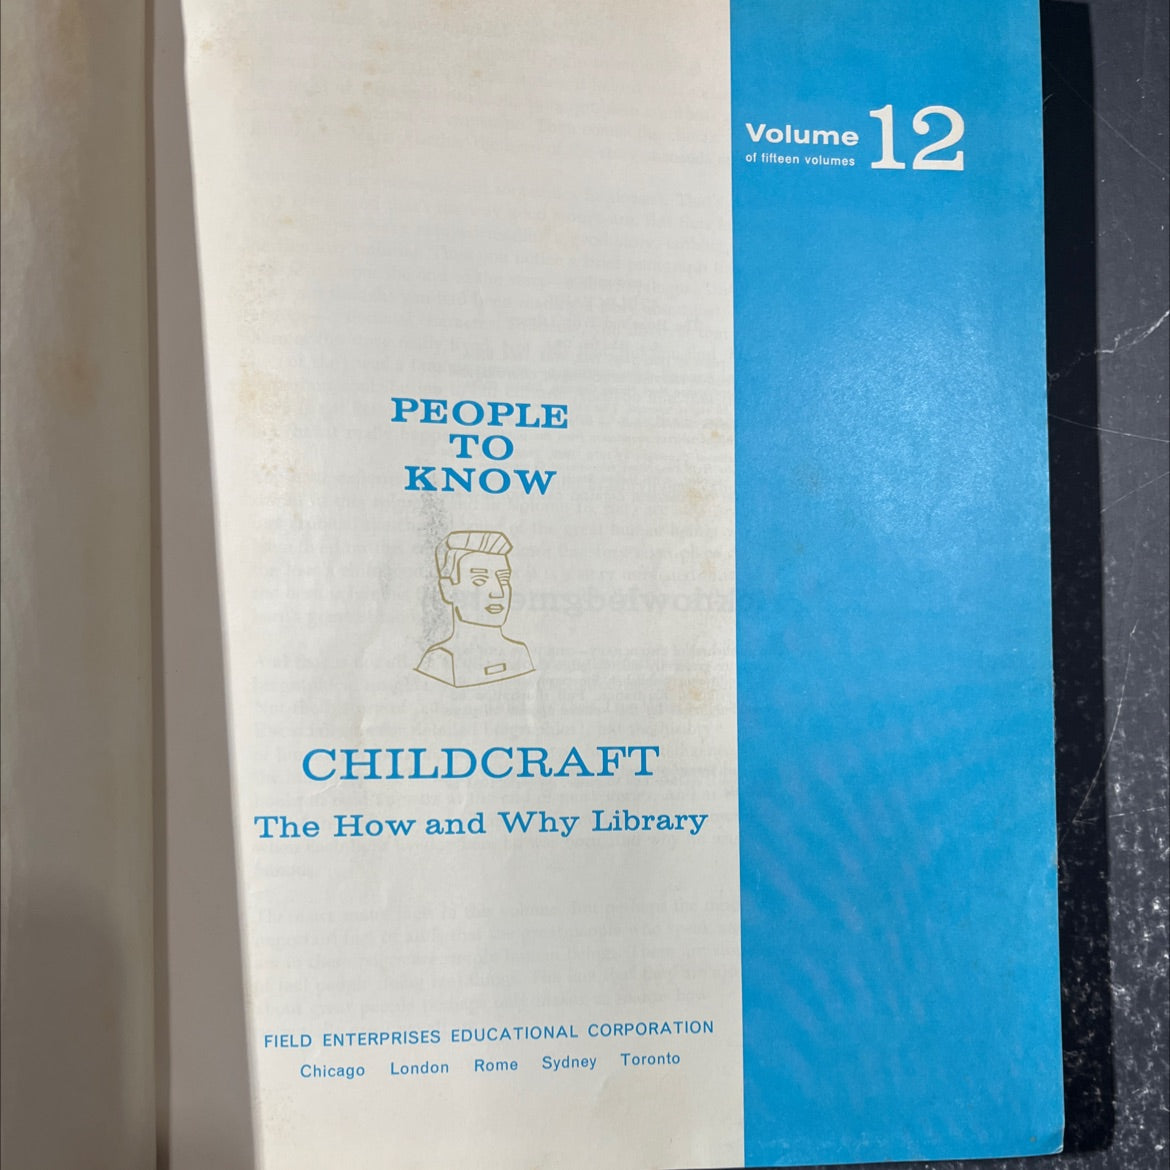 Volume 12
of fifteen volumes
PEOPLE
TO
KNOW
CHILDCRAFT
The How and Why Library
FIELD ENTERPRISES EDUCATIONAL CORPORATION
Chicago London Rome Sydney Toronto